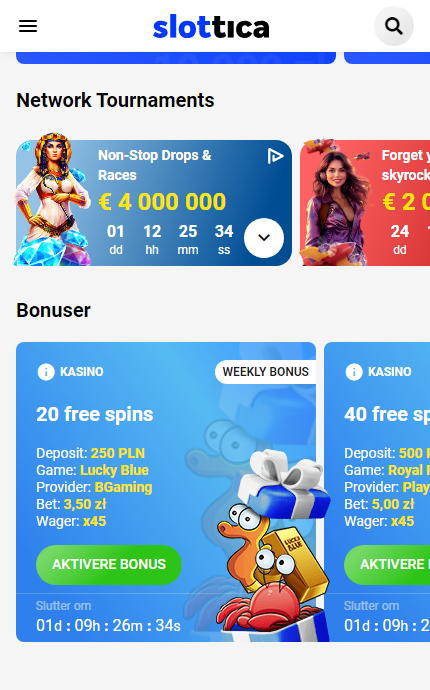 slottica
Network Tournaments
Non-Stop Drops &
Races
€ 4 000 000
01 12 25 34
dd hh mm ss
Forget y
skyrock
€ 2 0
24
dd
Bonuser
KASINO
WEEKLY BONUS
20 free spins
Deposit: 250 PLN
Game: Lucky Blue
Provider: BGaming
Bet: 3,50 zł
Wager: x45
LUCKY
BLUE
AKTIVERE BONUS
Slutter om
01d : 09h : 26m : 34s
KASINO
40 free sp
Deposit: 500 P
Game: Royal F
Provider: Play
Bet: 5,00 zł
Wager: x45
AKTIVERE B
Slutter om
01d : 09h : 2